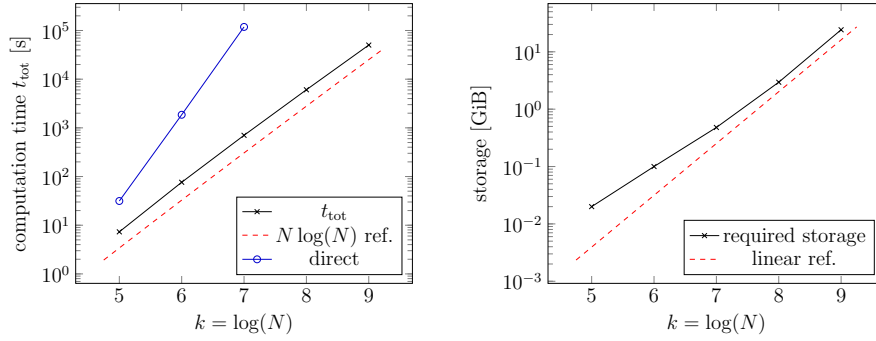 computation time t_tot [s]
10^5
10^4
10^3
10^2
10^1
10^0
t_tot
N log(N) ref.
direct
5 6 7 8 9
k = log(N)
storage [GiB]
10^1
10^0
10^−1
10^−2
10^−3
required storage
linear ref.
5 6 7 8 9
k = log(N)